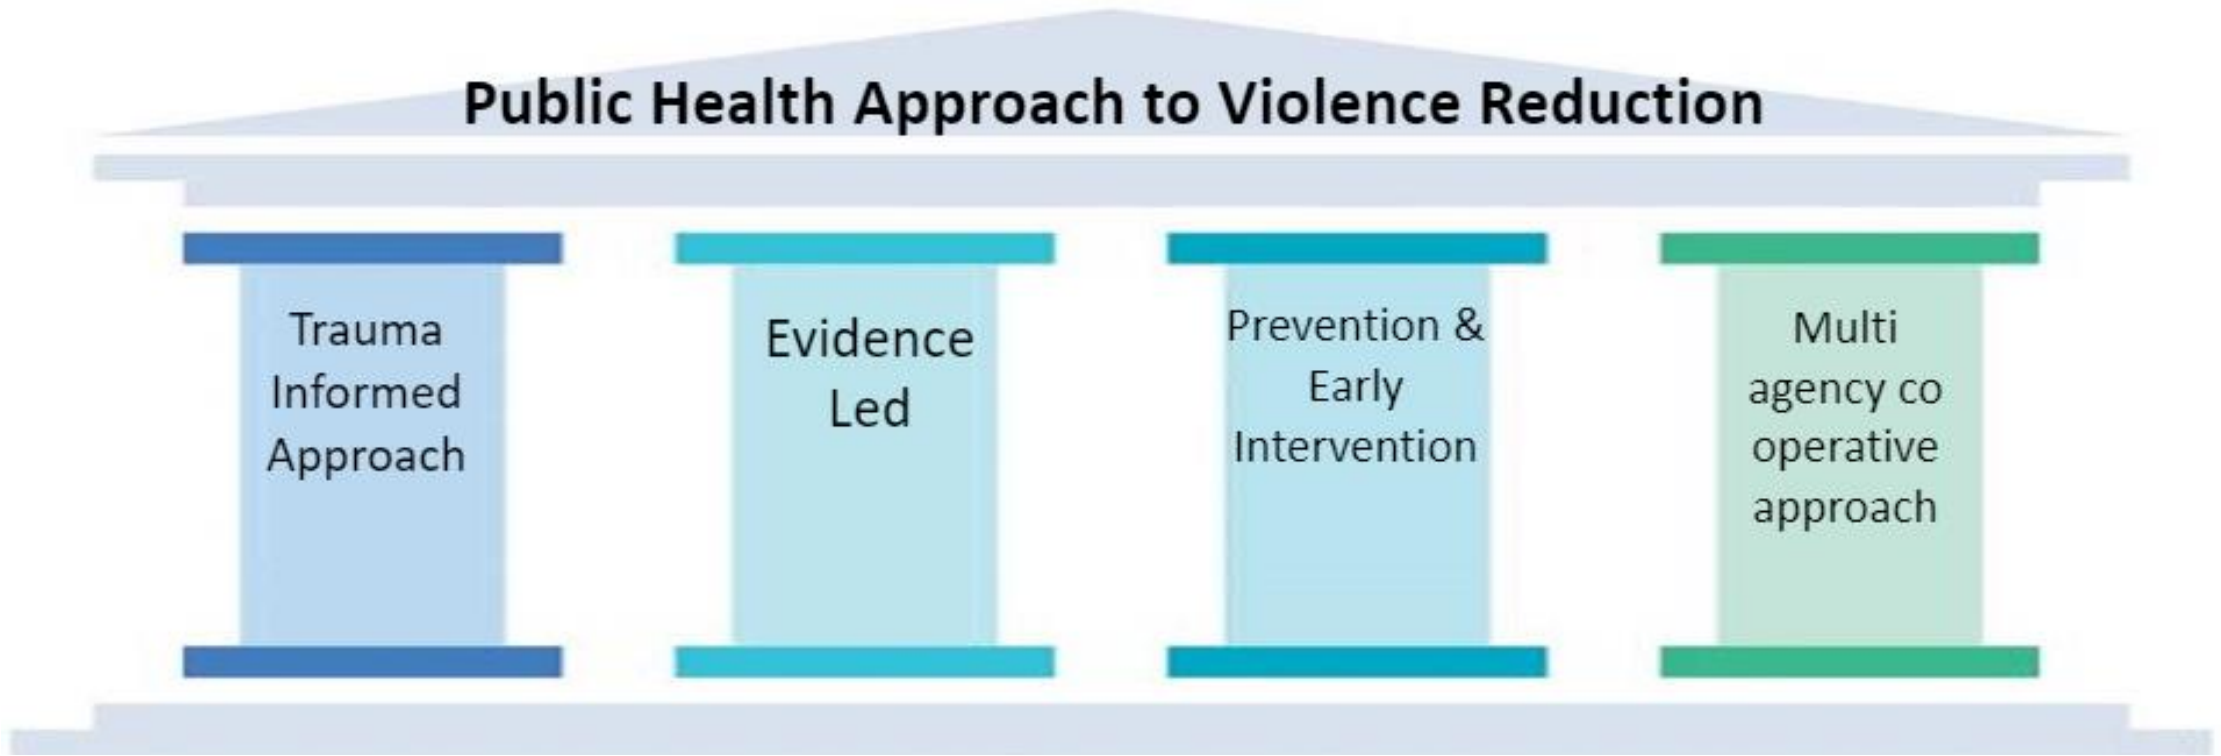 Public Health Approach to Violence Reduction
Trauma
Informed
Approach
Evidence
Led
Prevention &
Early
Intervention
Multi
agency co
operative
approach